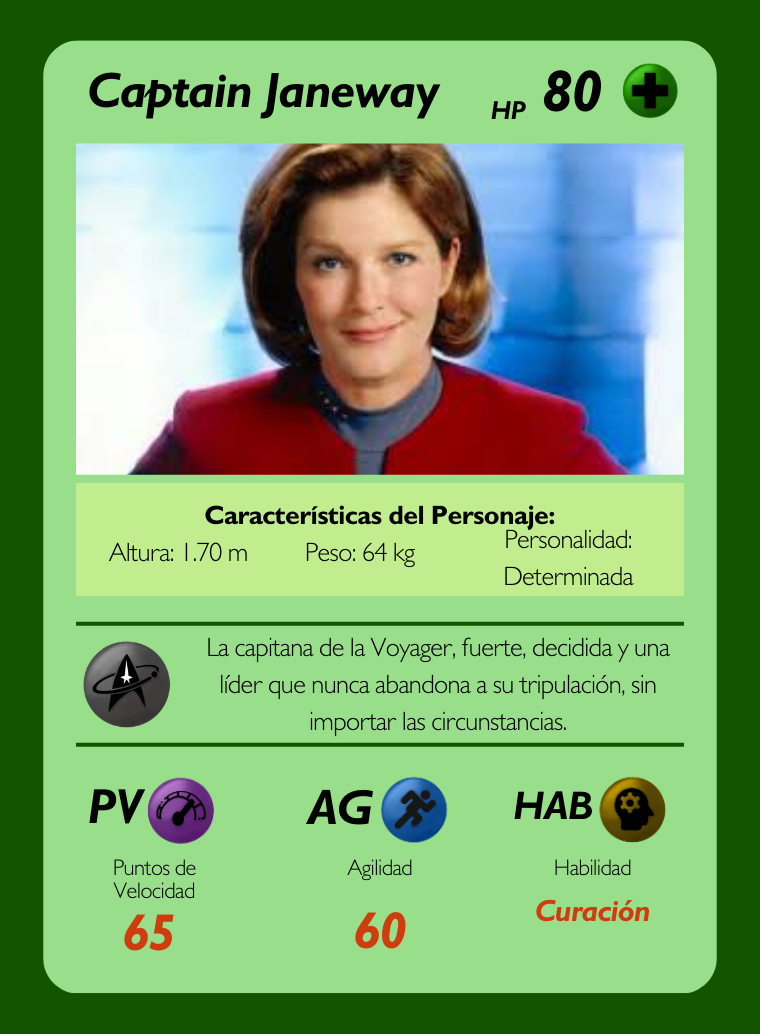 Captain Janeway HP 80
Características del Personaje:
Altura: 1.70 m Peso: 64 kg Personalidad:
Determinada
La capitana de la Voyager, fuerte, decidida y una
líder que nunca abandona a su tripulación, sin
importar las circunstancias.
PV AG HAB
Puntos de
Velocidad
Agilidad
Habilidad
65 60 Curación